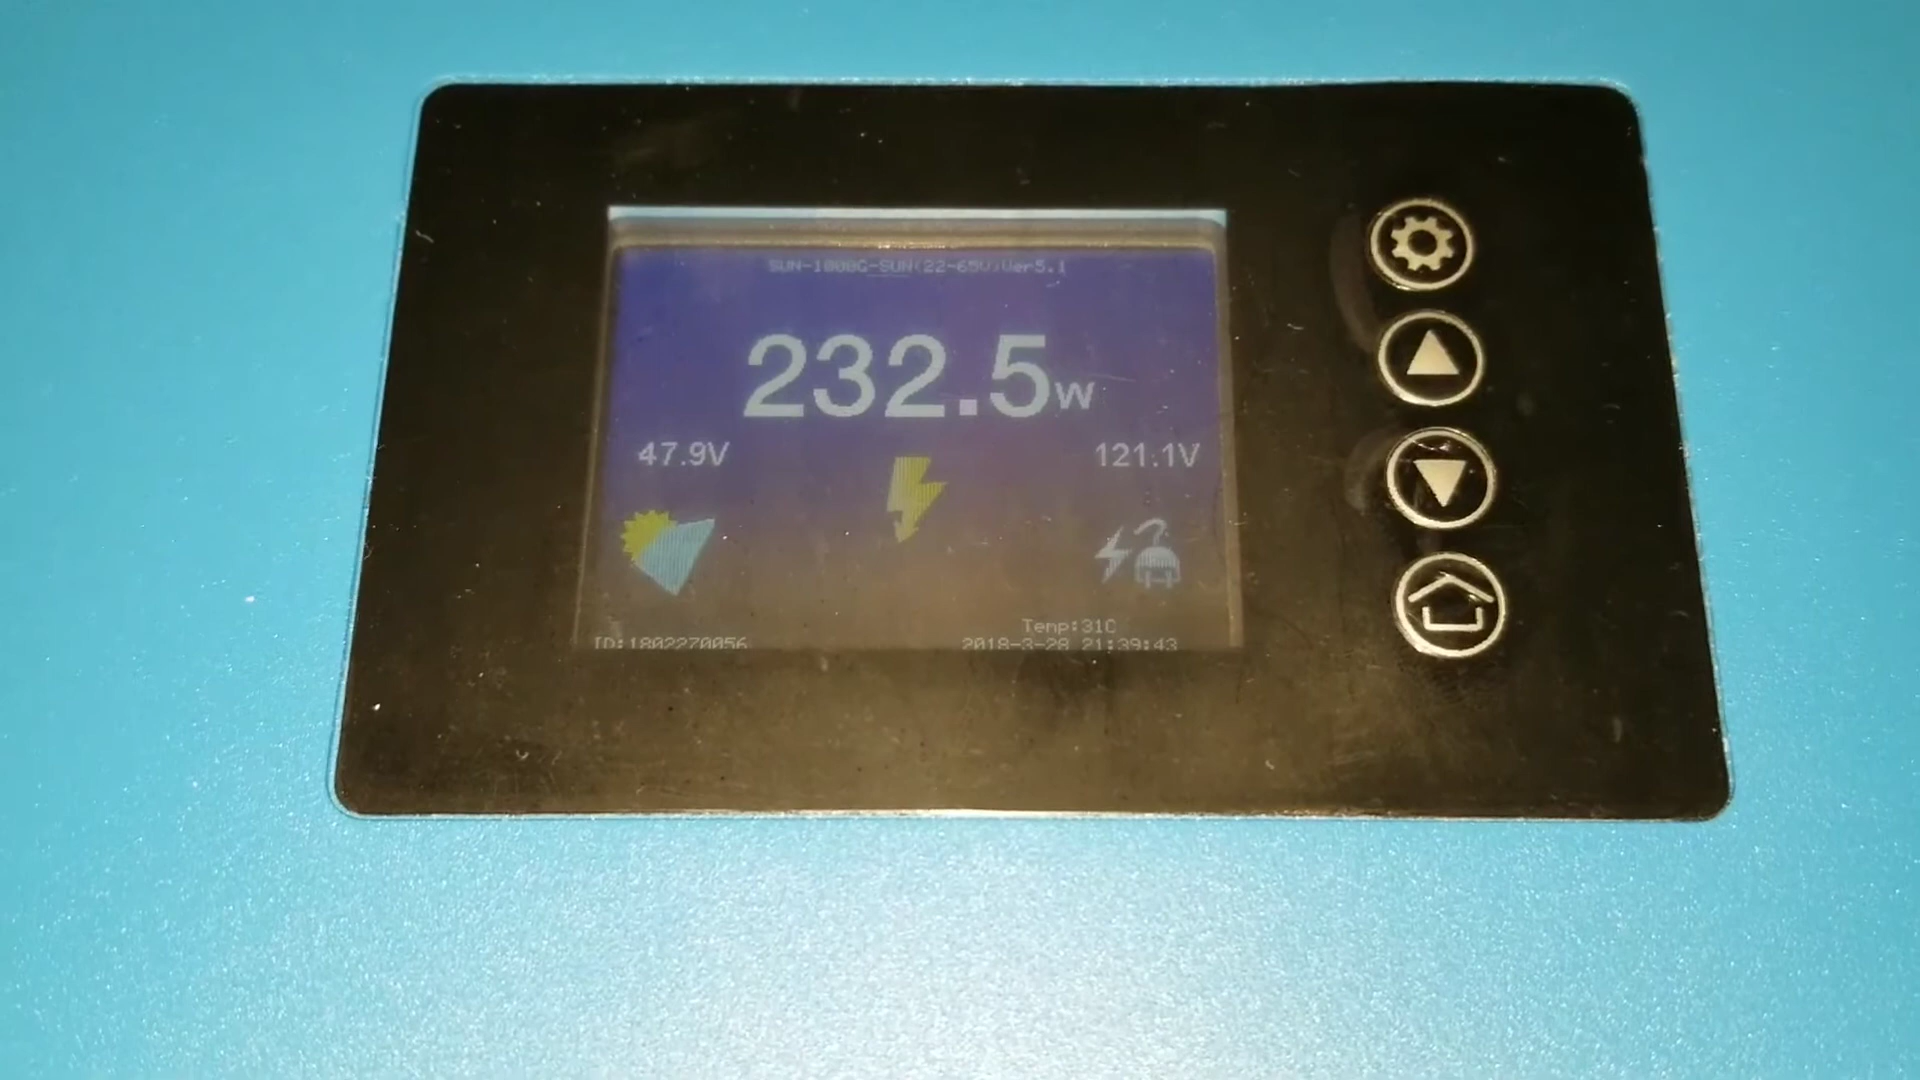 SUN-1000G-SUN(22-65V)Ver5.1
232.5W
47.9V
121.1V
Temp:31C
ID:1802270056
2018-3-28 21:39:43